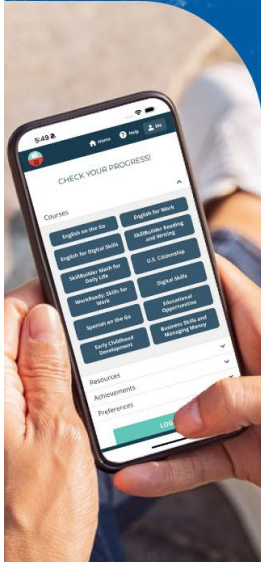 5:49
Home
Help
Me
CHECK YOUR PROGRESS!
Courses
English on the Go
English for Work
English for Digital Skills
SkillBuilder Reading
and Writing
SkillBuilder Math for
Daily Life
U.S. Citizenship
WorkReady: Skills for
Work
Digital Skills
Spanish on the Go
Educational
Opportunities
Early Childhood
Development
Business Skills and
Managing Money
Resources
Achievements
Preferences
LOG